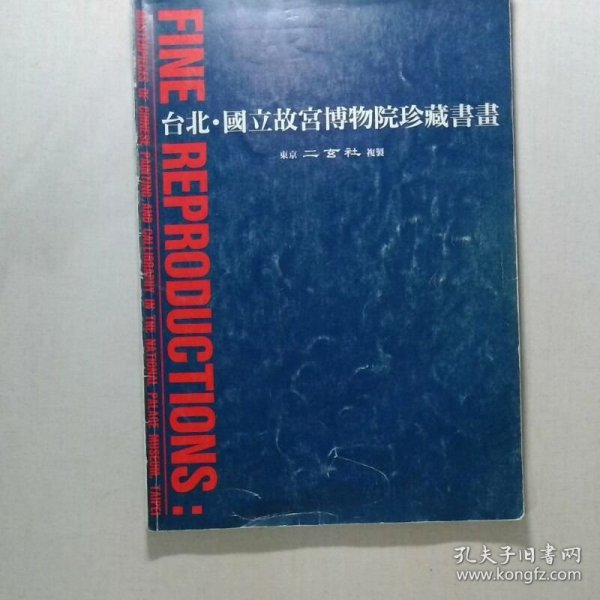 FINE REPRODUCTIONS:
MASTERPIECES OF CHINESE PAINTING AND CALLIGRAPHY IN THE NATIONAL PALACE MUSEUM, TAIPEI
台北·國立故宮博物院珍藏書畫
東京 二玄社 複製
孔夫子旧书网
www.kongfz.com